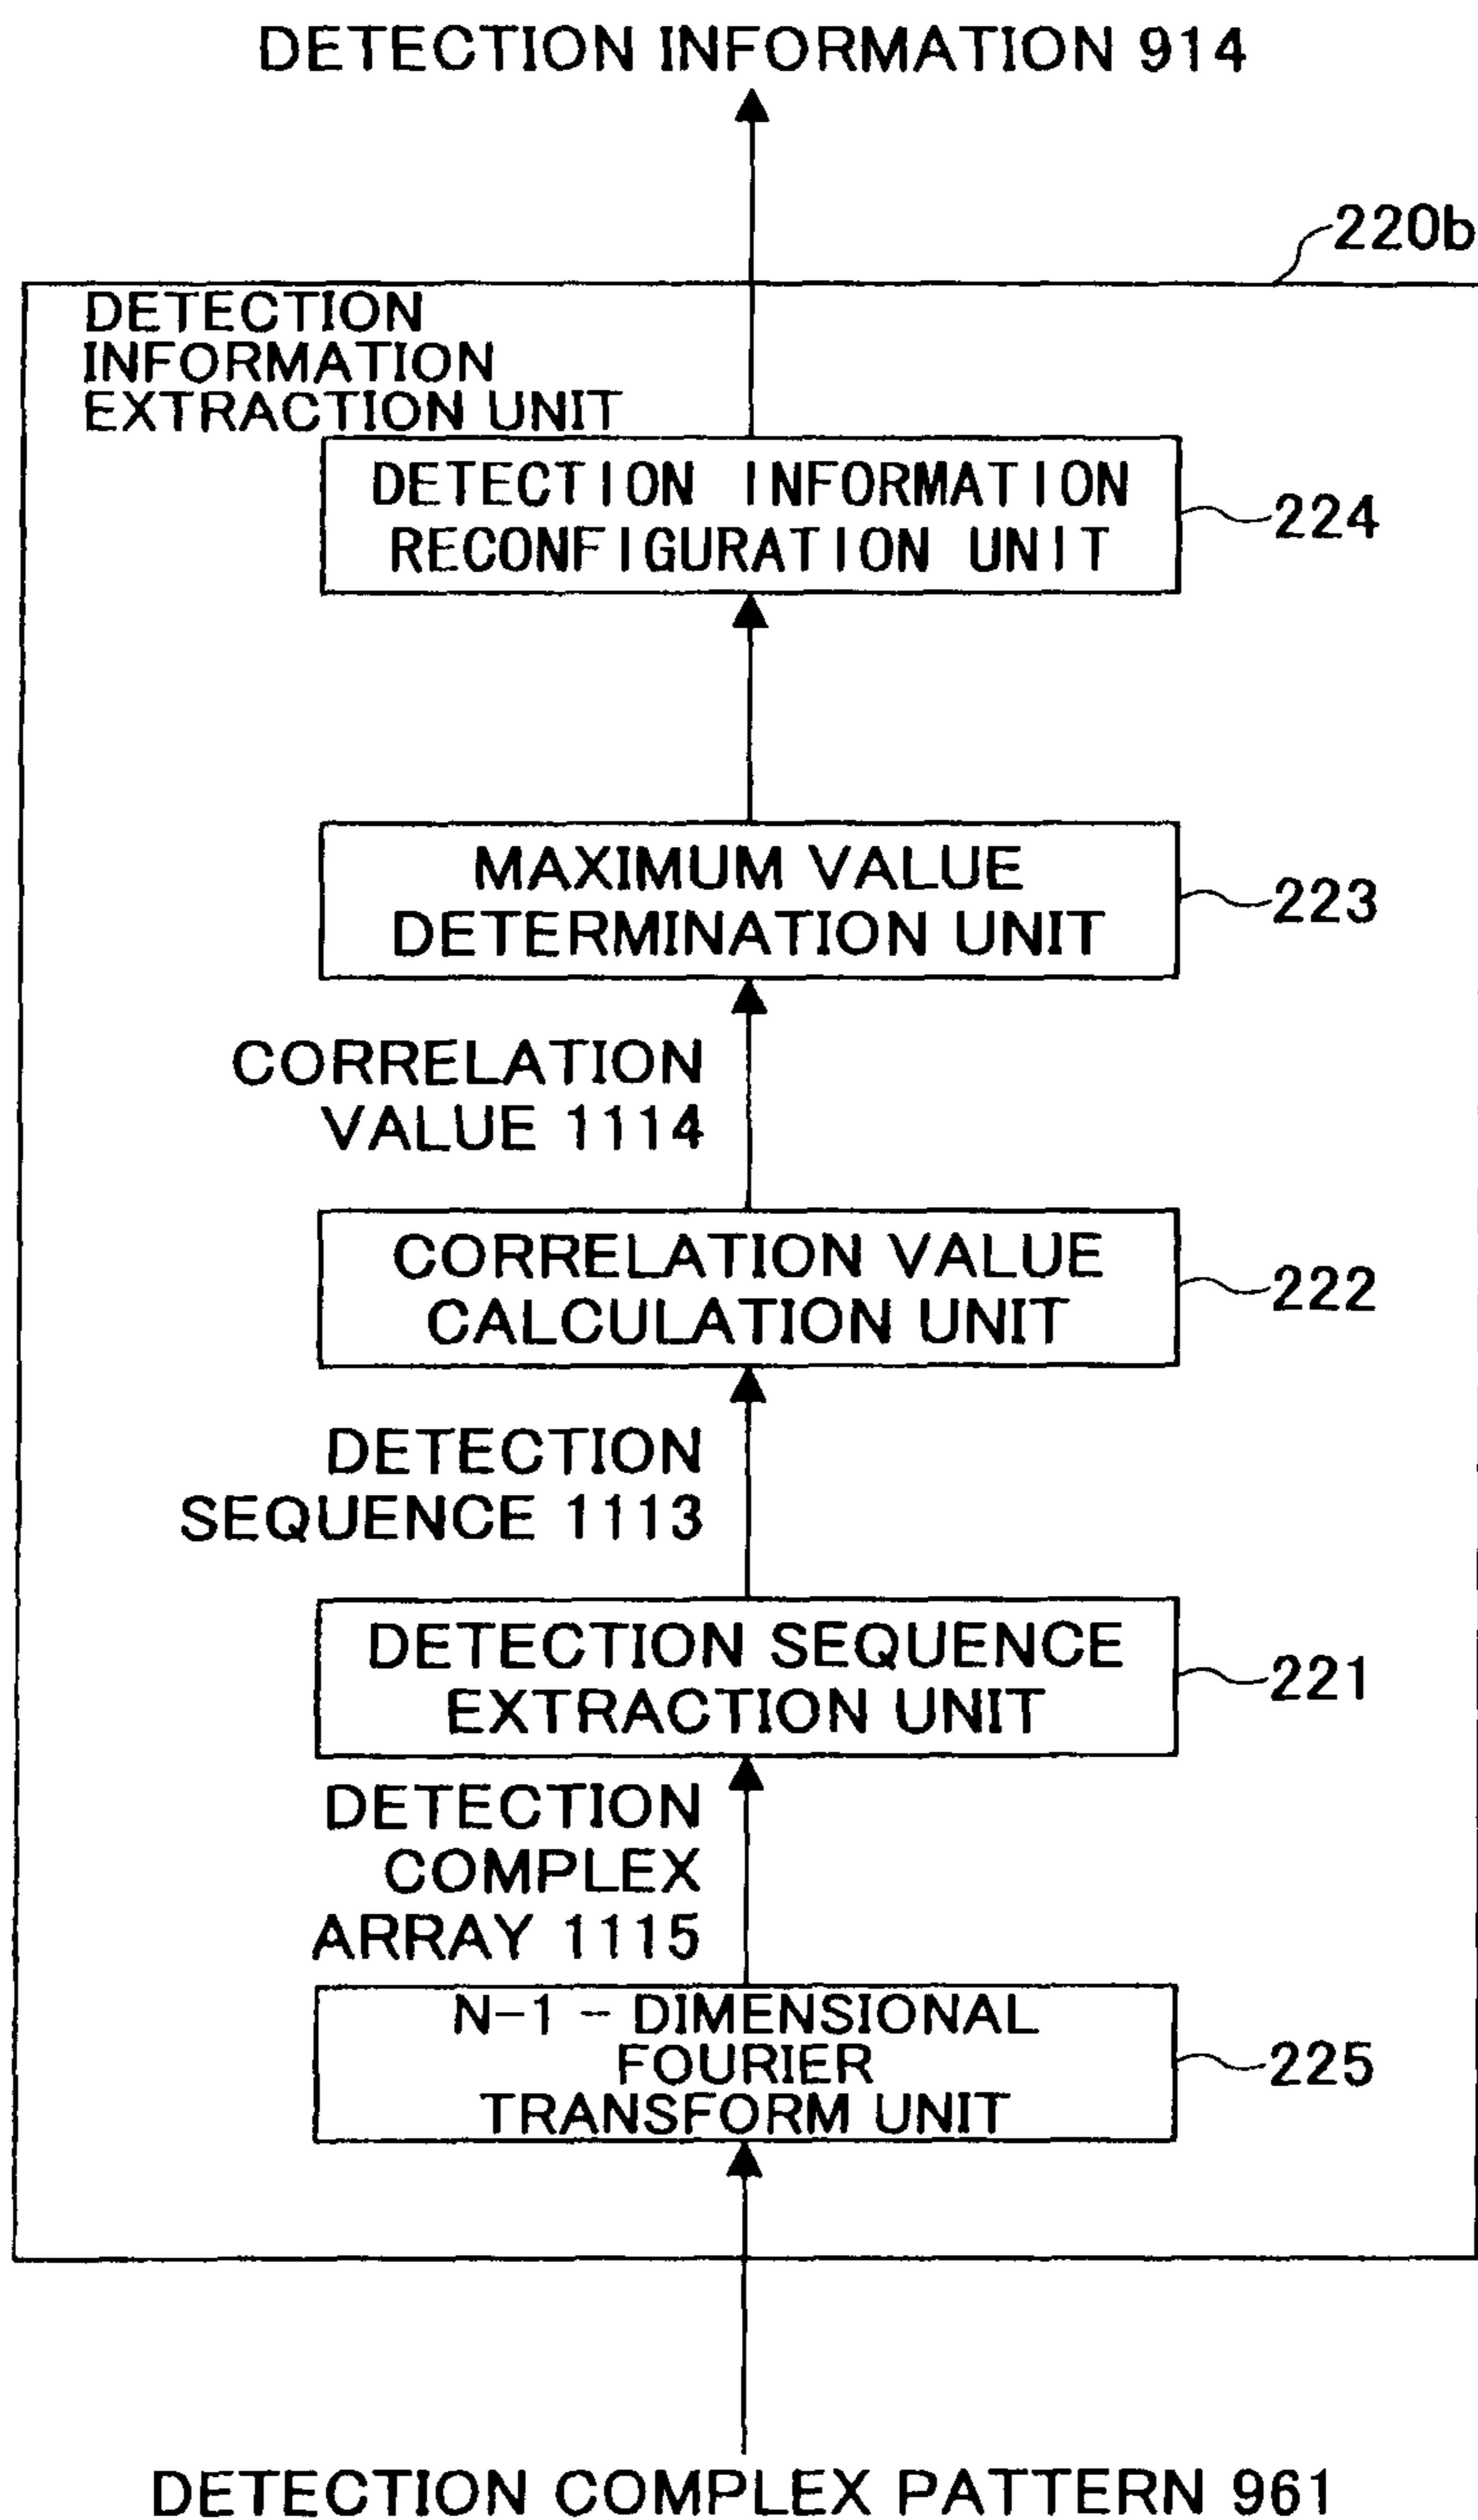 DETECTION INFORMATION 914
220b
DETECTION
INFORMATION
EXTRACTION UNIT
DETECTION INFORMATION
RECONFIGURATION UNIT
224
MAXIMUM VALUE
DETERMINATION UNIT
223
CORRELATION
VALUE 1114
CORRELATION VALUE
CALCULATION UNIT
222
DETECTION
SEQUENCE 1113
DETECTION SEQUENCE
EXTRACTION UNIT
221
DETECTION
COMPLEX
ARRAY 1115
N-1 - DIMENSIONAL
FOURIER
TRANSFORM UNIT
225
DETECTION COMPLEX PATTERN 961